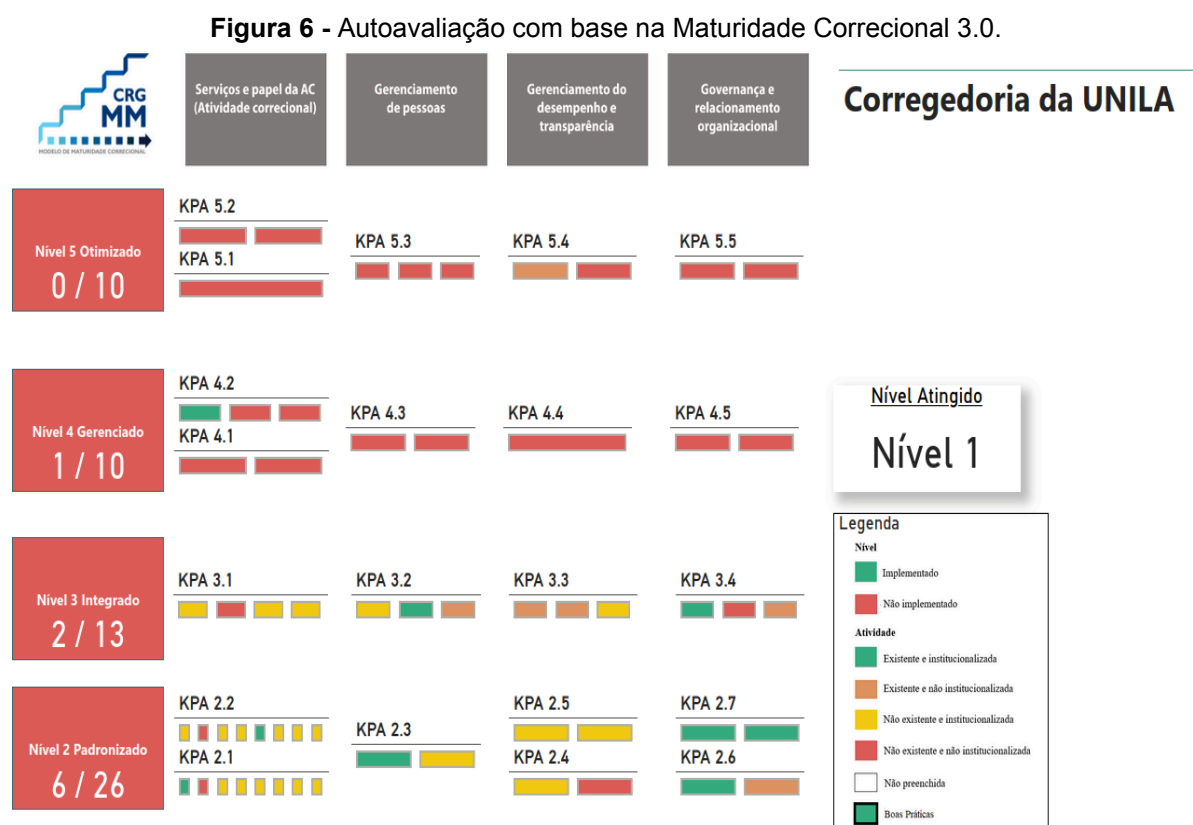 Figura 6 - Autoavaliação com base na Maturidade Correcional 3.0.
CRG
MM
MODELO DE MATURIDADE CORRECIONAL
Serviços e papel da AC
(Atividade correcional)
Gerenciamento
de pessoas
Gerenciamento do
desempenho e
transparência
Governança e
relacionamento
organizacional
Corregedoria da UNILA
Nível 5 Otimizado
0 / 10
KPA 5.2
KPA 5.1
KPA 5.3
KPA 5.4
KPA 5.5
Nível 4 Gerenciado
1 / 10
KPA 4.2
KPA 4.1
KPA 4.3
KPA 4.4
KPA 4.5
Nível Atingido
Nível 1
Nível 3 Integrado
2 / 13
KPA 3.1
KPA 3.2
KPA 3.3
KPA 3.4
Nível 2 Padronizado
6 / 26
KPA 2.2
KPA 2.1
KPA 2.3
KPA 2.5
KPA 2.4
KPA 2.7
KPA 2.6
Legenda
Nível
Implementado
Não implementado
Atividade
Existente e institucionalizada
Existente e não institucionalizada
Não existente e institucionalizada
Não existente e não institucionalizada
Não preenchida
Boas Práticas